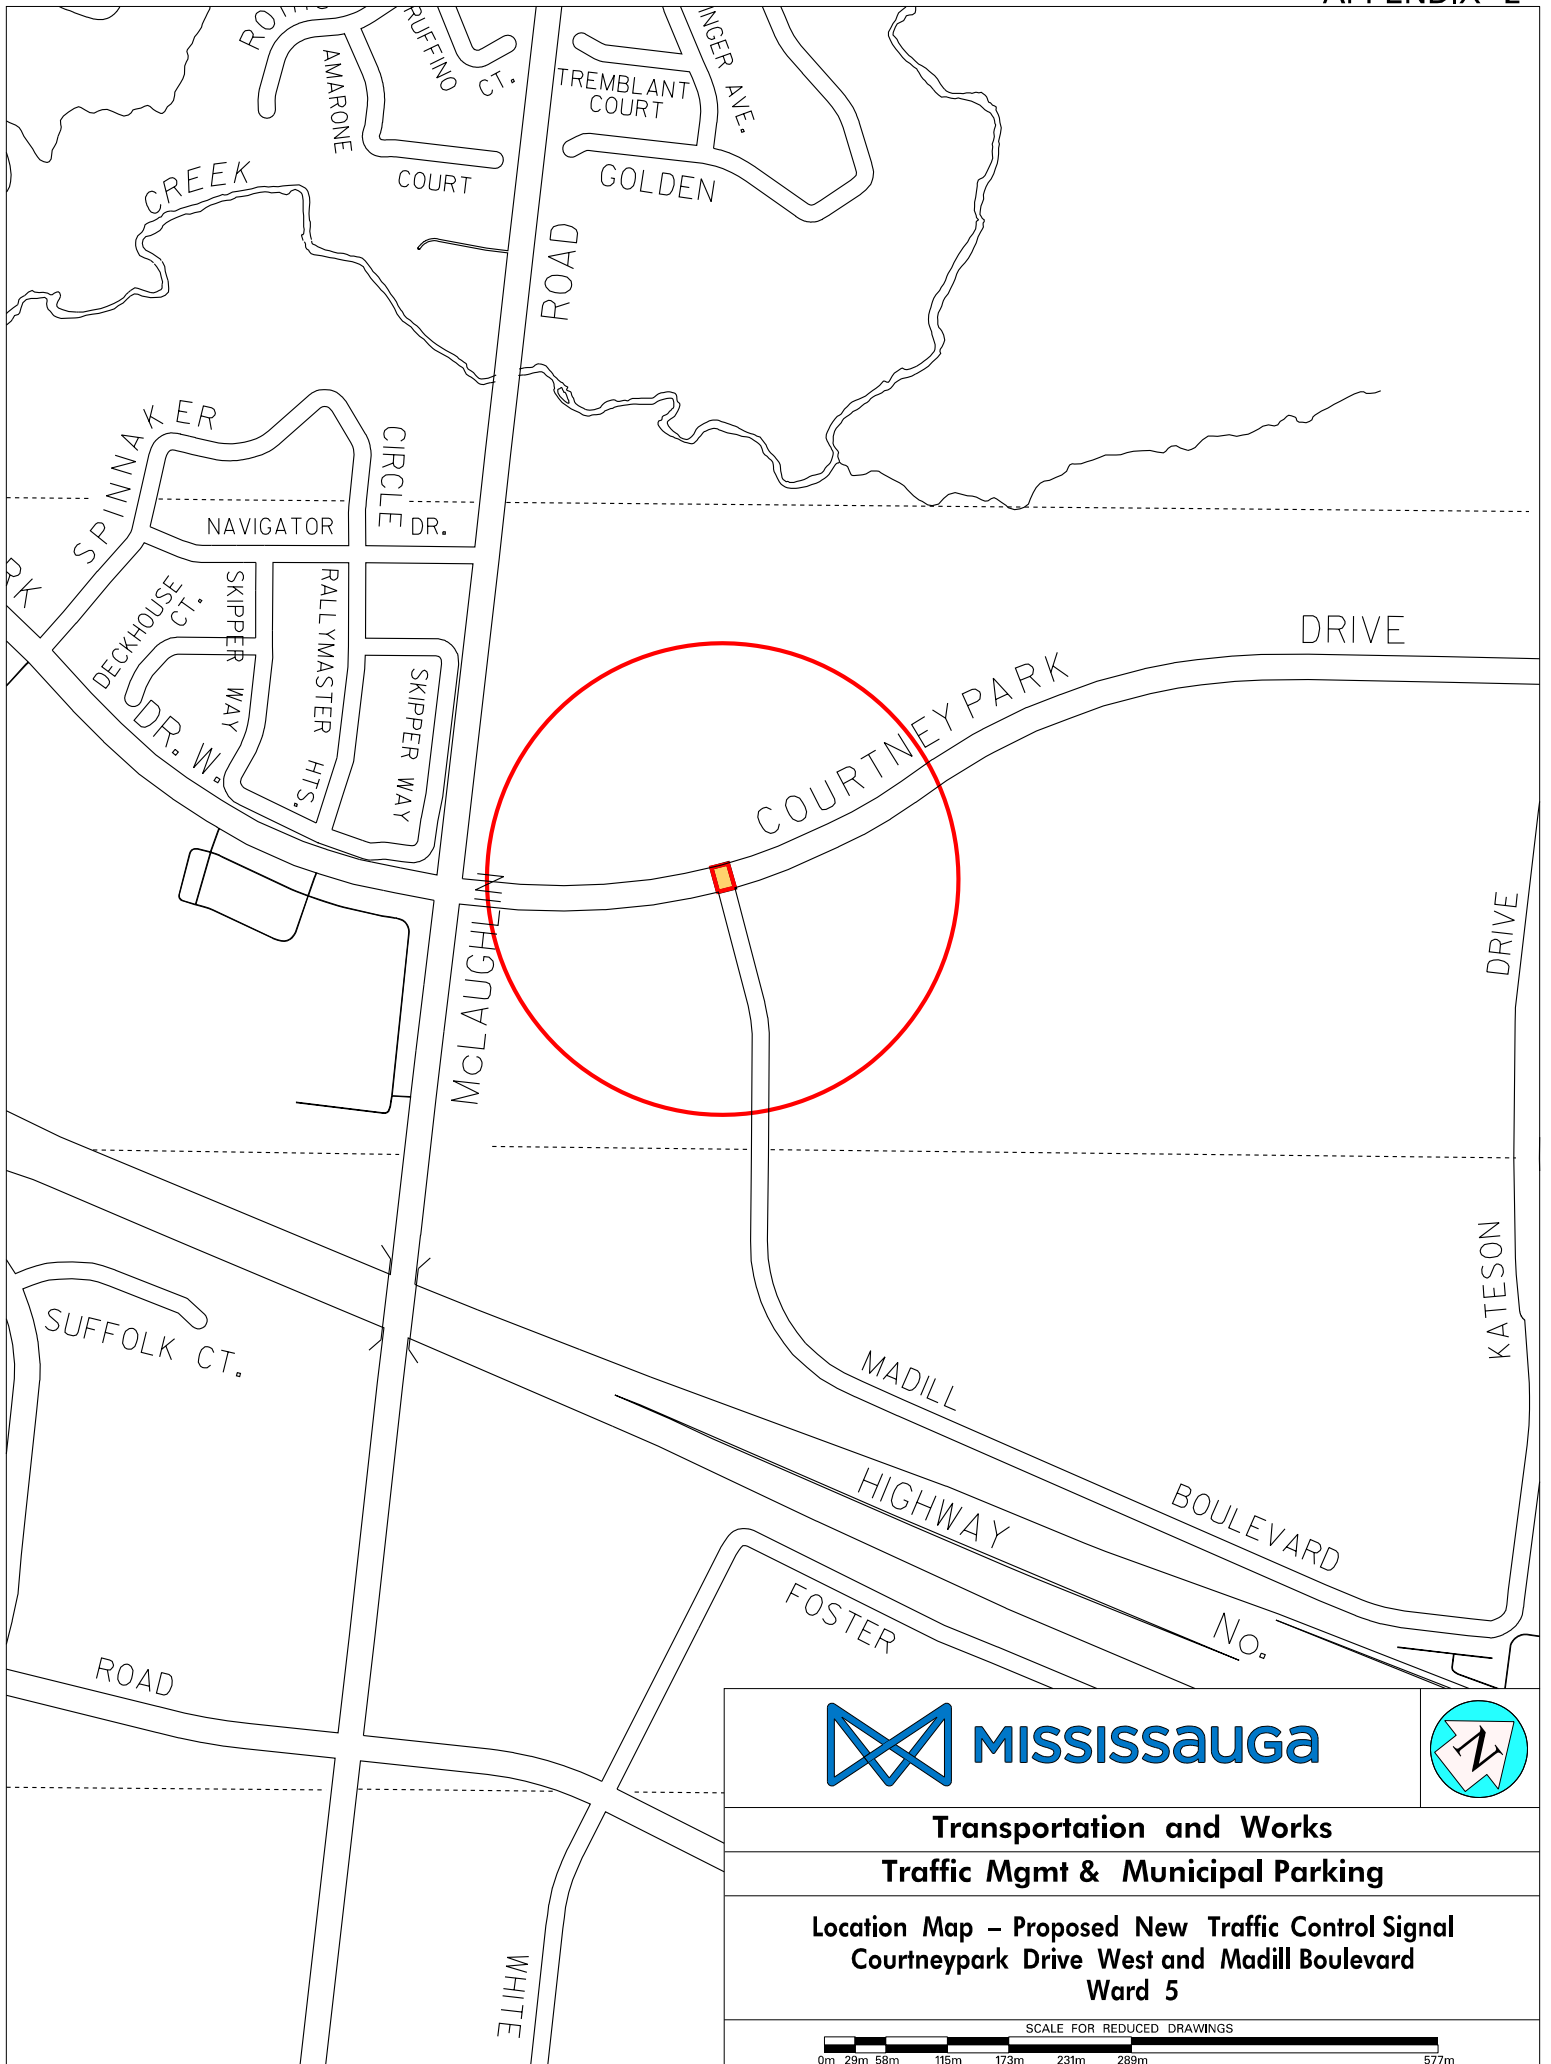 RUFFINO
CT.
AMARONE
COURT
TREMBLANT
COURT
AVE.
GOLDEN
CREEK
ROAD
SPINNAKER
CIRCLE
NAVIGATOR DR.
DECKHOUSE
CT.
SKIPPER WAY
RALLYMASTER HTS.
SKIPPER WAY
DR. W.
COURTNEYPARK
DRIVE
McLAUGHLIN
DRIVE
KATESON
SUFFOLK CT.
MADILL
BOULEVARD
HIGHWAY
No.
FOSTER
ROAD
WHITE
MISSISSAUGA
N
Transportation and Works
Traffic Mgmt & Municipal Parking
Location Map – Proposed New Traffic Control Signal
Courtneypark Drive West and Madill Boulevard
Ward 5
SCALE FOR REDUCED DRAWINGS
0m 29m 58m 115m 173m 231m 289m 577m